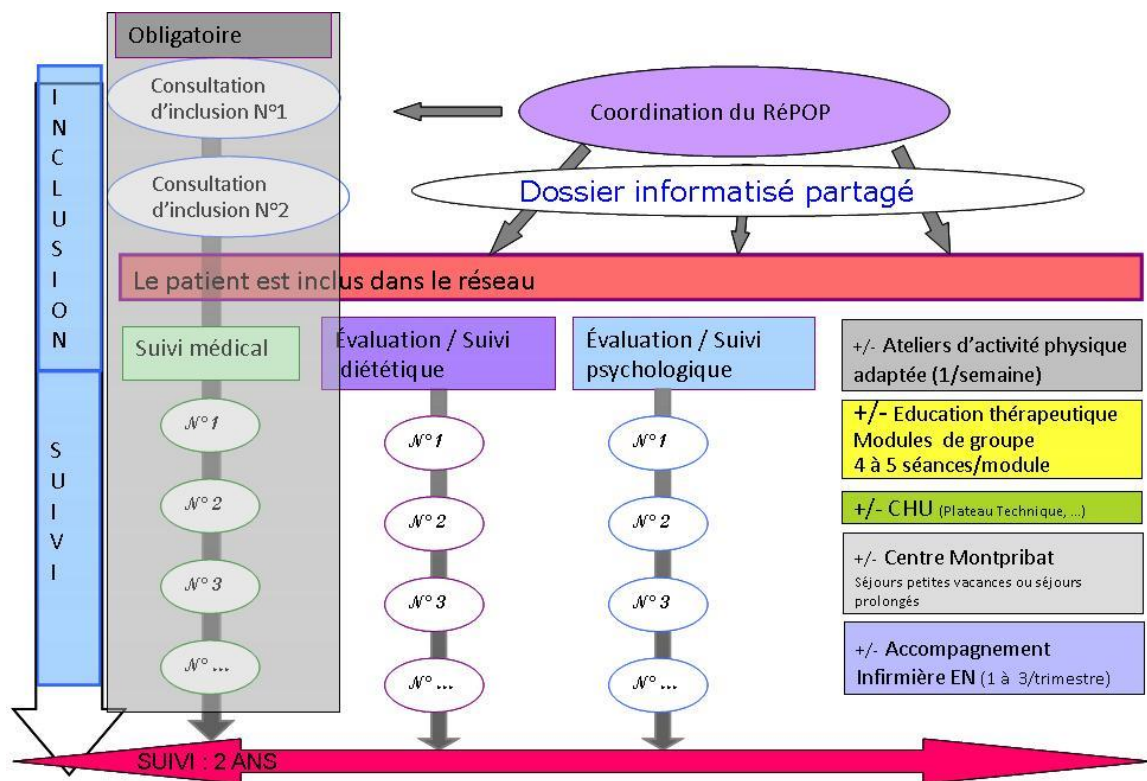 Obligatoire
INCLUSION
Consultation
d'inclusion N°1
Coordination du RéPOP
Consultation
d'inclusion N°2
Dossier informatisé partagé
Le patient est inclus dans le réseau
SUIVI
Suivi médical
N° 1
N° 2
N° 3
N° ...
Évaluation / Suivi
diététique
N° 1
N° 2
N° 3
N° ...
Évaluation / Suivi
psychologique
N° 1
N° 2
N° 3
N° ...
+/- Ateliers d'activité physique
adaptée (1/semaine)
+/- Education thérapeutique
Modules de groupe
4 à 5 séances/module
+/- CHU (Plateau Technique, ...)
+/- Centre Montpribat
Séjours petites vacances ou séjours
prolongés
+/- Accompagnement
Infirmière EN (1 à 3/trimestre)
SUIVI : 2 ANS